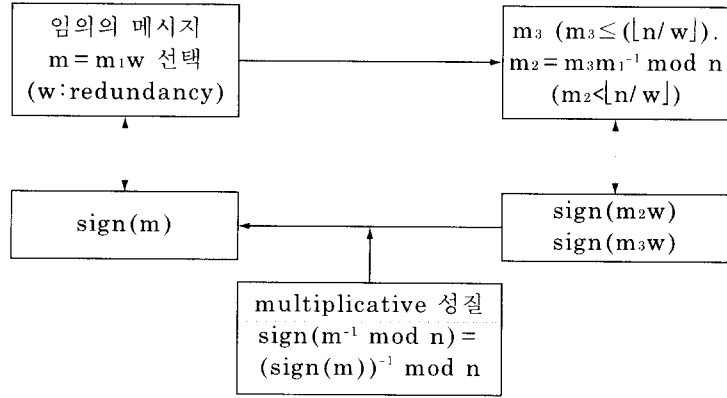 임의의 메시지
m=m₁w 선택
(w:redundancy)
m₃ (m₃≤(⌊n/w⌋).
m₂=m₃m₁⁻¹ mod n
(m₂<⌊n/w⌋)
sign(m)
sign(m₂w)
sign(m₃w)
multiplicative 성질
sign(m⁻¹ mod n)=
(sign(m))⁻¹ mod n